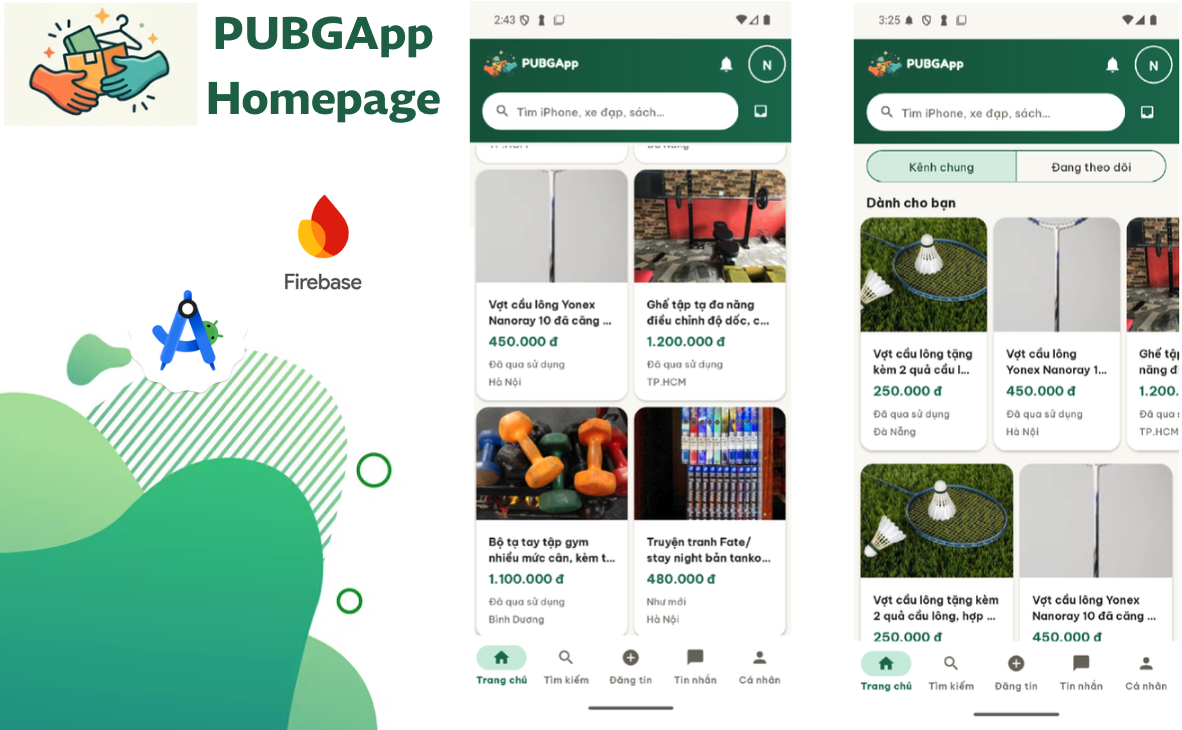 PUBGApp
Homepage
Firebase
2:43
PUBGApp
N
Tìm iPhone, xe đạp, sách...
TP.HCM
Đà Nẵng
Vợt cầu lông Yonex
Nanoray 10 đã căng ...
450.000 đ
Đã qua sử dụng
Hà Nội
Ghế tập tạ đa năng
điều chỉnh độ dốc, c...
1.200.000 đ
Đã qua sử dụng
TP.HCM
Bộ tạ tay tập gym
nhiều mức cân, kèm t...
1.100.000 đ
Đã qua sử dụng
Bình Dương
Truyện tranh Fate/
stay night bản tanko...
480.000 đ
Như mới
Hà Nội
Trang chủ
Tìm kiếm
Đăng tin
Tin nhắn
Cá nhân
3:25
PUBGApp
N
Tìm iPhone, xe đạp, sách...
Kênh chung
Đang theo dõi
Dành cho bạn
Vợt cầu lông tặng
kèm 2 quả cầu l...
250.000 đ
Đã qua sử dụng
Đà Nẵng
Vợt cầu lông
Yonex Nanoray 1...
450.000 đ
Đã qua sử dụng
Hà Nội
Ghế tập
năng đi
1.200.
Đã qua s
TP.HCM
Vợt cầu lông tặng kèm
2 quả cầu lông, hợp ...
250.000 đ
Vợt cầu lông Yonex
Nanoray 10 đã căng ...
450.000 đ
Trang chủ
Tìm kiếm
Đăng tin
Tin nhắn
Cá nhân